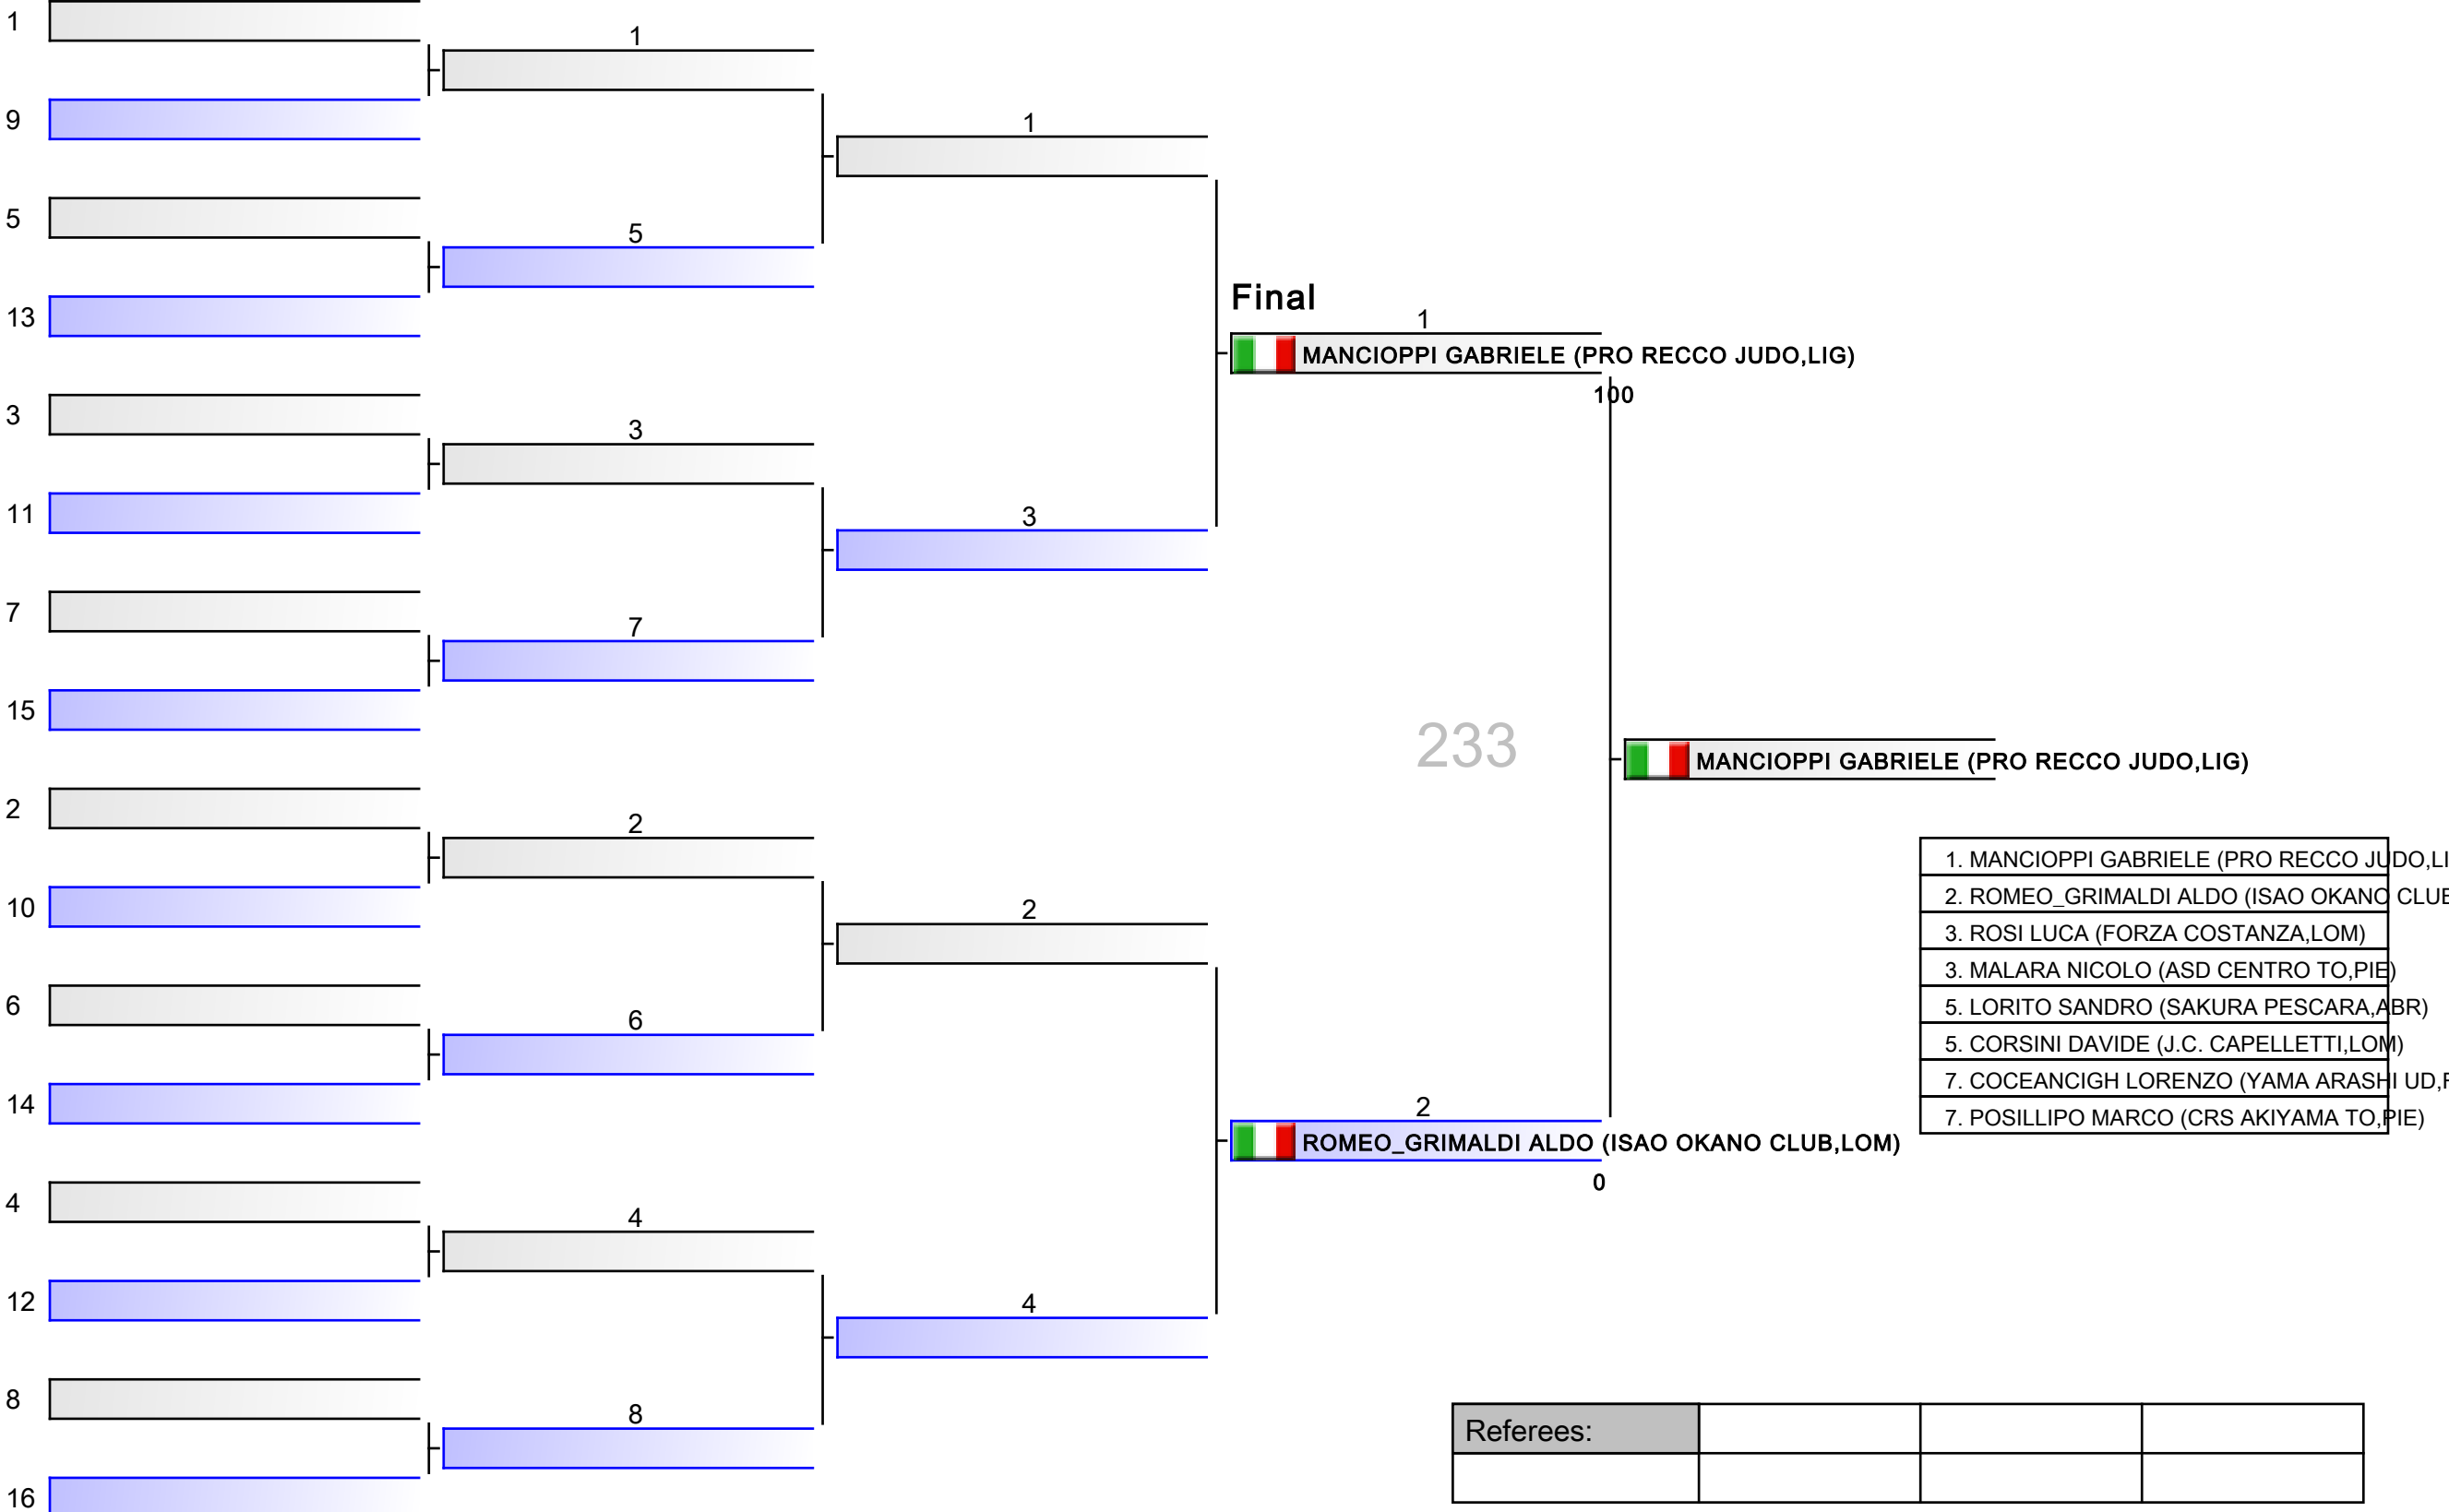 1
1
9
1
5
5
13
Final
1
MANCIOPPI GABRIELE (PRO RECCO JUDO,LIG)
100
3
3
11
3
7
7
15
233
MANCIOPPI GABRIELE (PRO RECCO JUDO,LIG)
2
2
10
2
6
6
14
2
ROMEO_GRIMALDI ALDO (ISAO OKANO CLUB,LOM)
0
4
4
12
4
8
8
16
1. MANCIOPPI GABRIELE (PRO RECCO JUDO,LI
2. ROMEO_GRIMALDI ALDO (ISAO OKANO CLUB
3. ROSI LUCA (FORZA COSTANZA,LOM)
3. MALARA NICOLO (ASD CENTRO TO,PIE)
5. LORITO SANDRO (SAKURA PESCARA,ABR)
5. CORSINI DAVIDE (J.C. CAPELLETTI,LOM)
7. COCEANCIGH LORENZO (YAMA ARASHI UD,F
7. POSILLIPO MARCO (CRS AKIYAMA TO,PIE)
Referees: